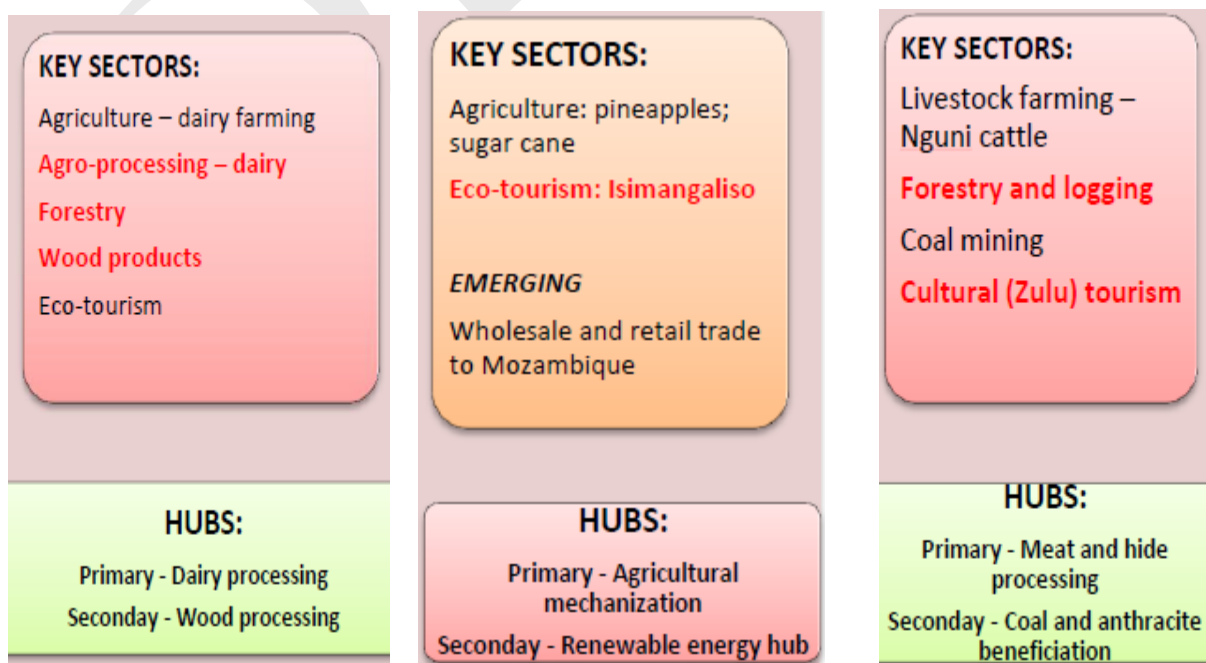 KEY SECTORS:
Agriculture – dairy farming
Agro-processing – dairy
Forestry
Wood products
Eco-tourism
HUBS:
Primary - Dairy processing
Seconday - Wood processing
KEY SECTORS:
Agriculture: pineapples;
sugar cane
Eco-tourism: Isimangaliso
EMERGING
Wholesale and retail trade
to Mozambique
HUBS:
Primary - Agricultural
mechanization
Seconday - Renewable energy hub
KEY SECTORS:
Livestock farming –
Nguni cattle
Forestry and logging
Coal mining
Cultural (Zulu) tourism
HUBS:
Primary - Meat and hide
processing
Seconday - Coal and anthracite
beneficiation